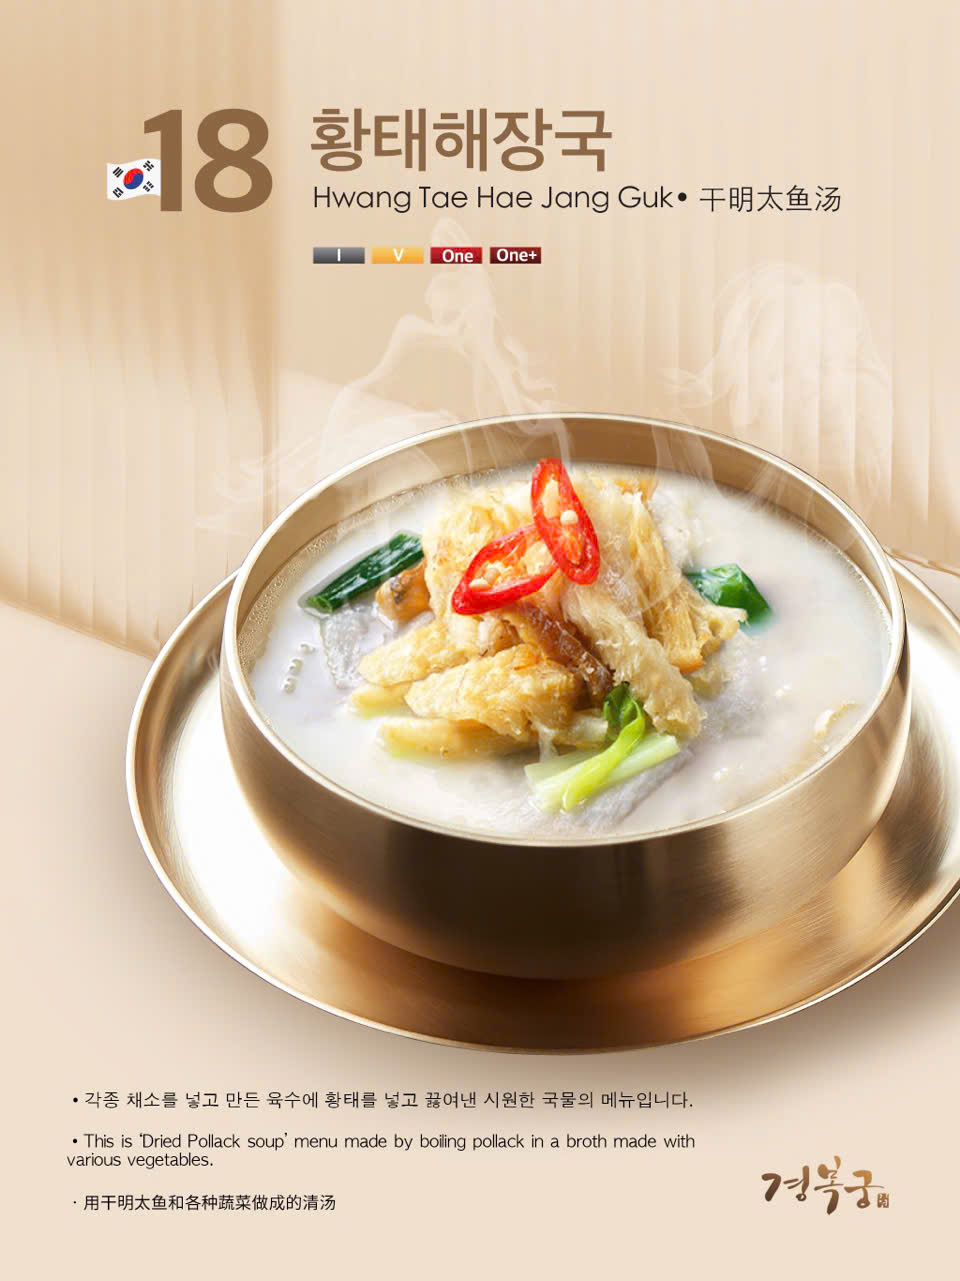 18
황태해장국
Hwang Tae Hae Jang Guk• 干明太鱼汤
I V One One+
• 각종 채소를 넣고 만든 육수에 황태를 넣고 끓여낸 시원한 국물의 메뉴입니다.
• This is ‘Dried Pollack soup’ menu made by boiling pollack in a broth made with
various vegetables.
· 用干明太鱼和各种蔬菜做成的清汤
경복궁